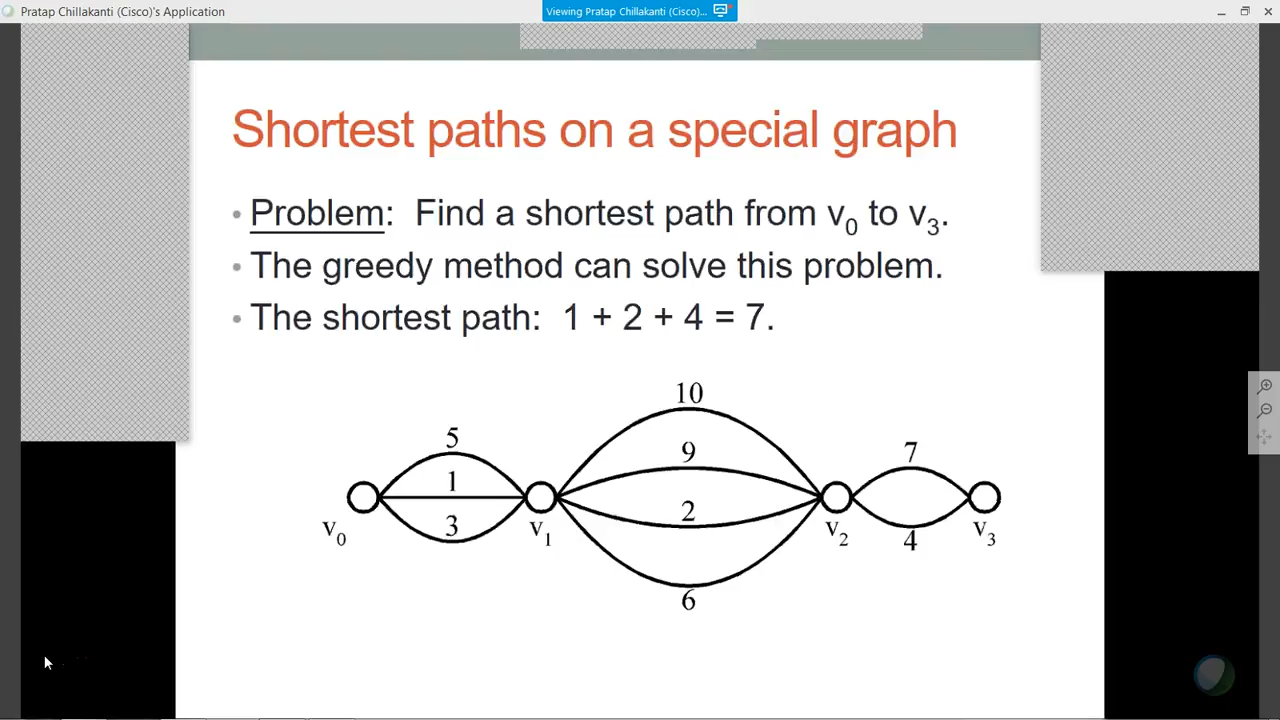 Pratap Chillakanti (Cisco)'s Application
Viewing Pratap Chillakanti (Cisco)...
Shortest paths on a special graph
• Problem: Find a shortest path from v0 to v3.
• The greedy method can solve this problem.
• The shortest path: 1 + 2 + 4 = 7.
10
5
9
7
1
2
3
4
v0
v1
v2
v3
6